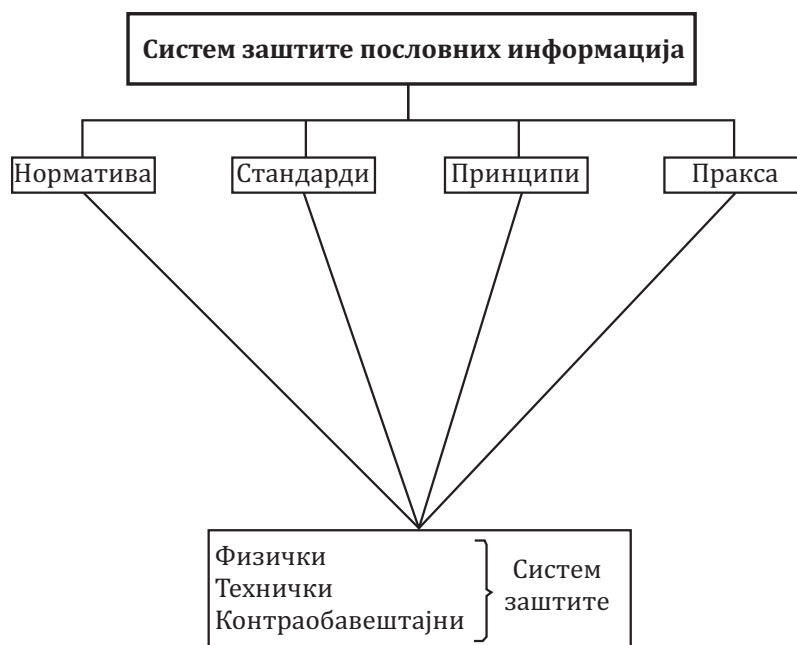 Систем заштите пословних информација
Норматива
Стандарди
Принципи
Пракса
Физички
Технички
Контраобавештајни
Систем
заштите